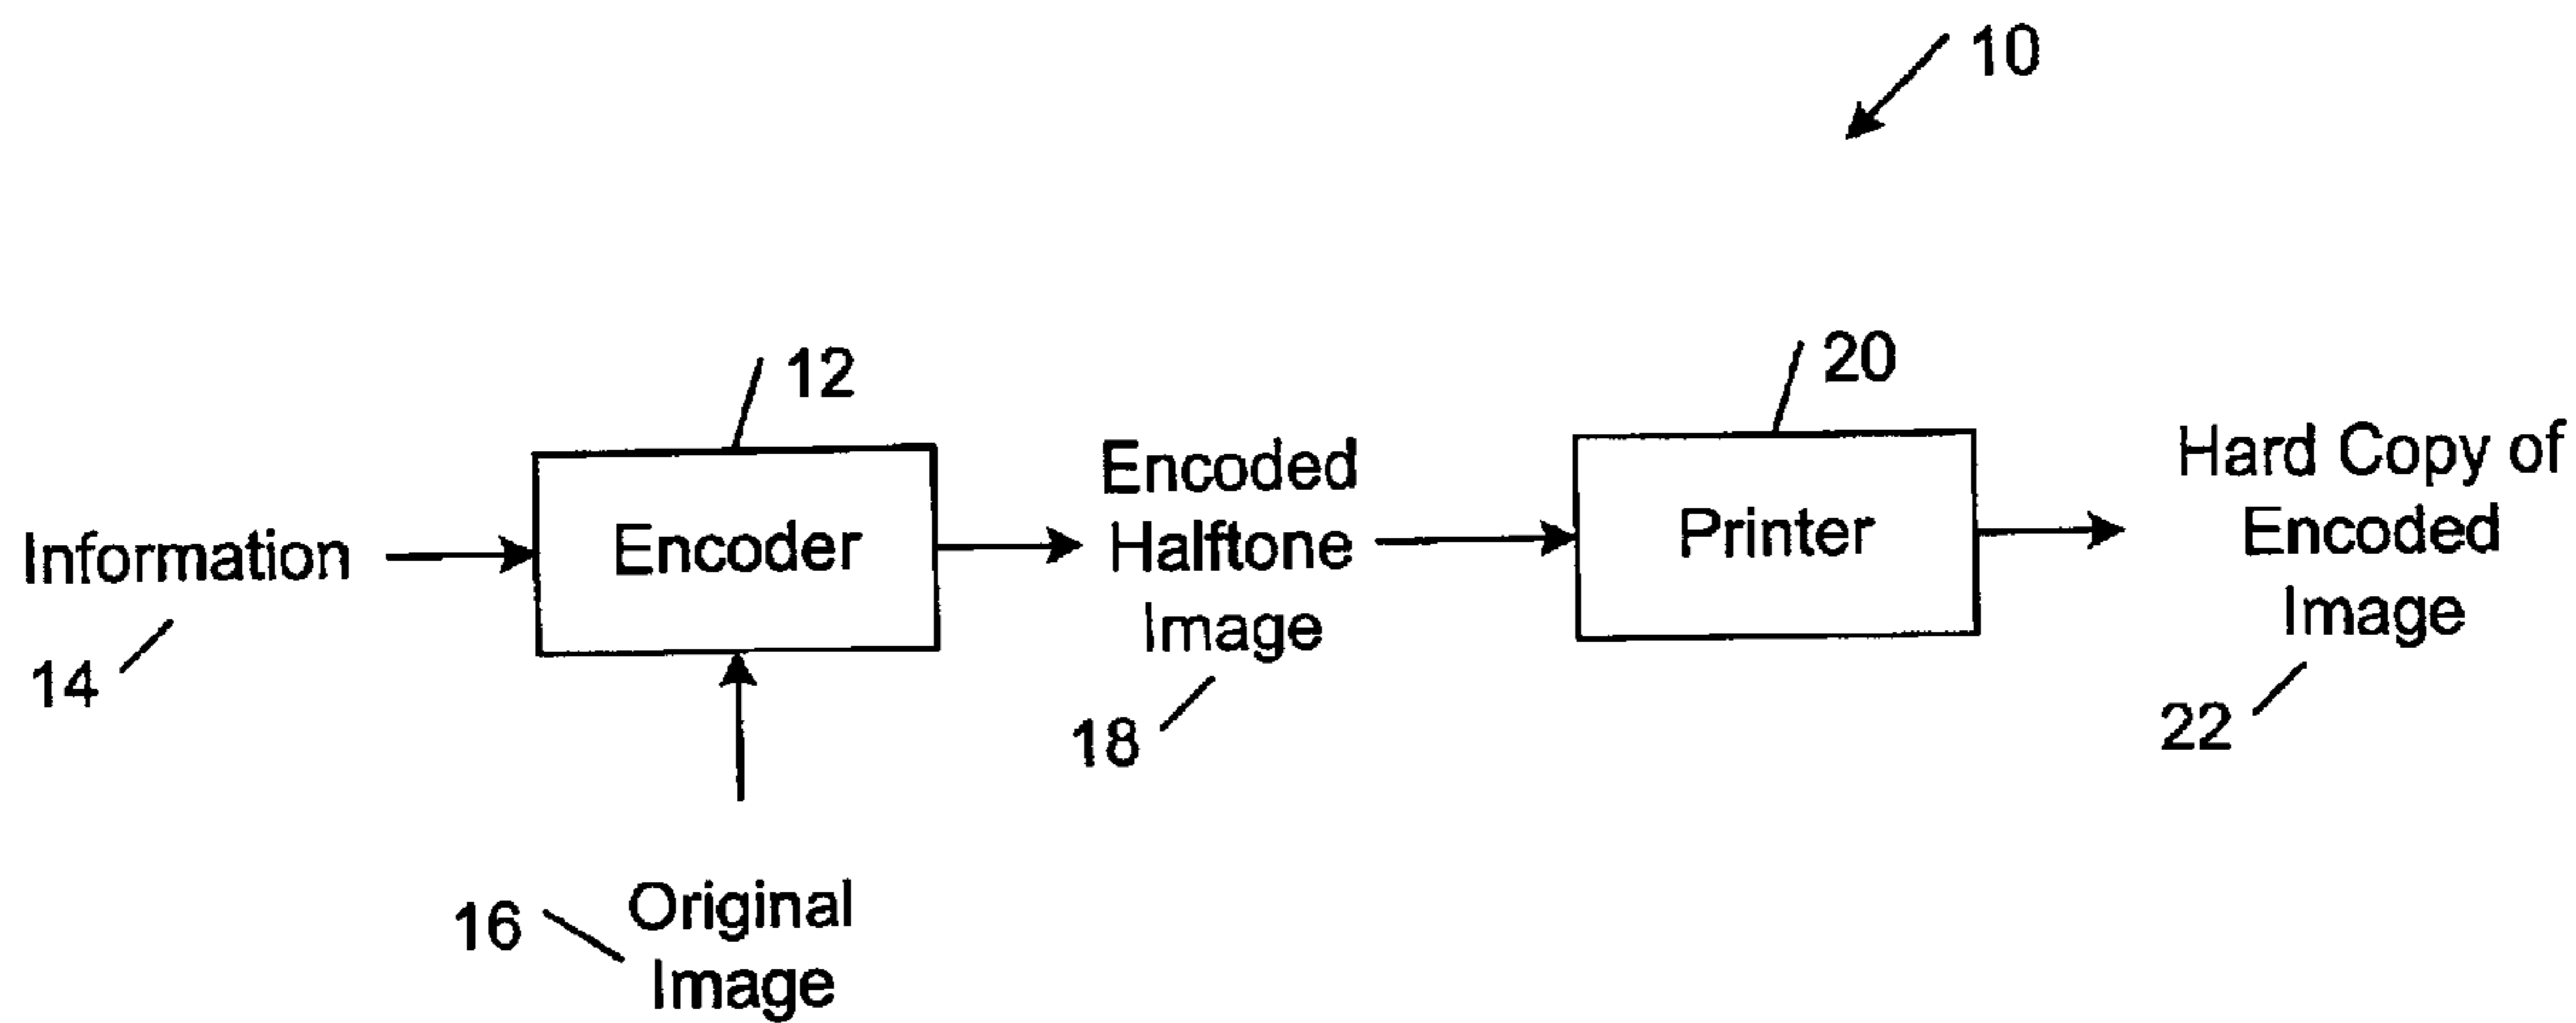 10
12
20
Information
14
Encoder
Encoded
Halftone
Image
18
Printer
Hard Copy of
Encoded
Image
22
16
Original
Image